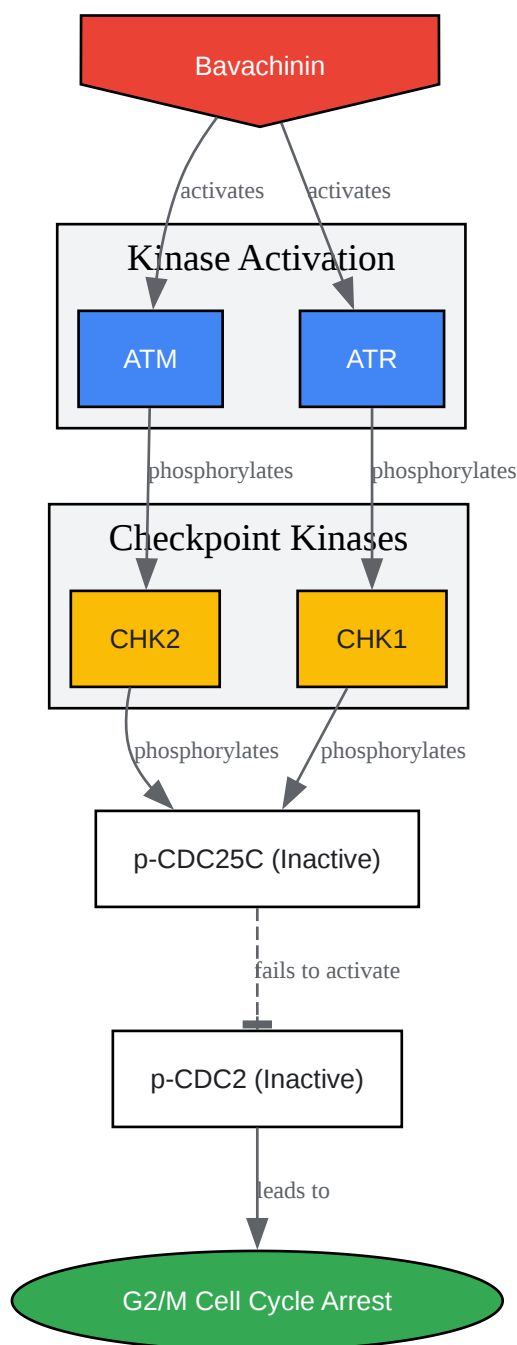 Bavachinin
activates
activates
Kinase Activation
ATM
ATR
phosphorylates
phosphorylates
Checkpoint Kinases
CHK2
CHK1
phosphorylates
phosphorylates
p-CDC25C (Inactive)
fails to activate
p-CDC2 (Inactive)
leads to
G2/M Cell Cycle Arrest